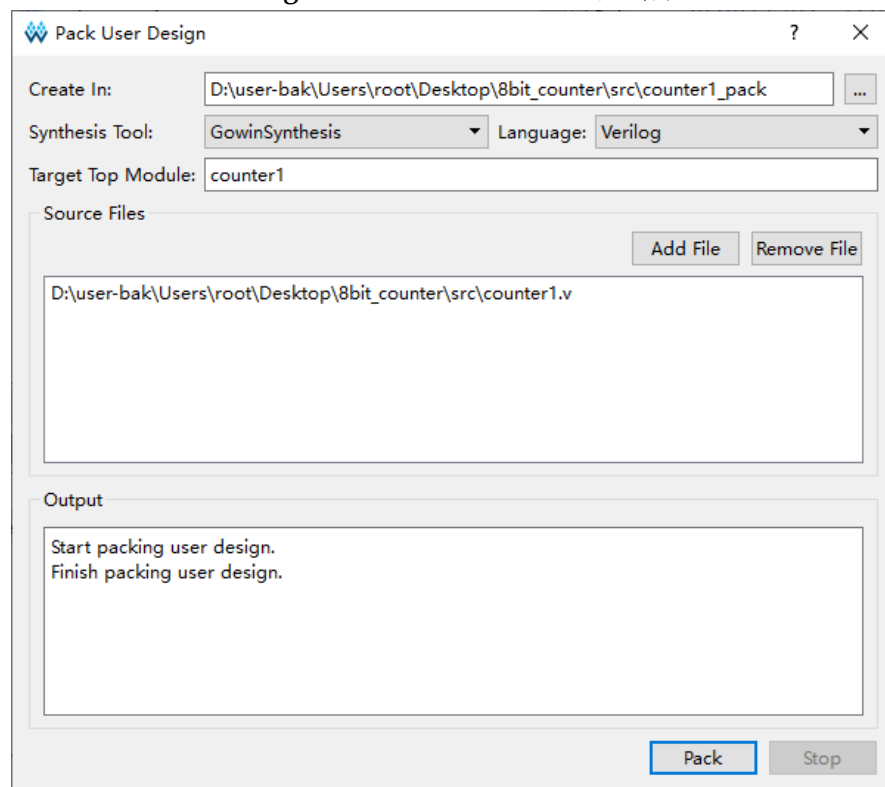 Pack User Design ?
Create In: D:\user-bak\Users\root\Desktop\8bit_counter\src\counter1_pack ...
Synthesis Tool: GowinSynthesis Language: Verilog
Target Top Module: counter1
Source Files
Add File Remove File
D:\user-bak\Users\root\Desktop\8bit_counter\src\counter1.v
Output
Start packing user design.
Finish packing user design.
Pack Stop